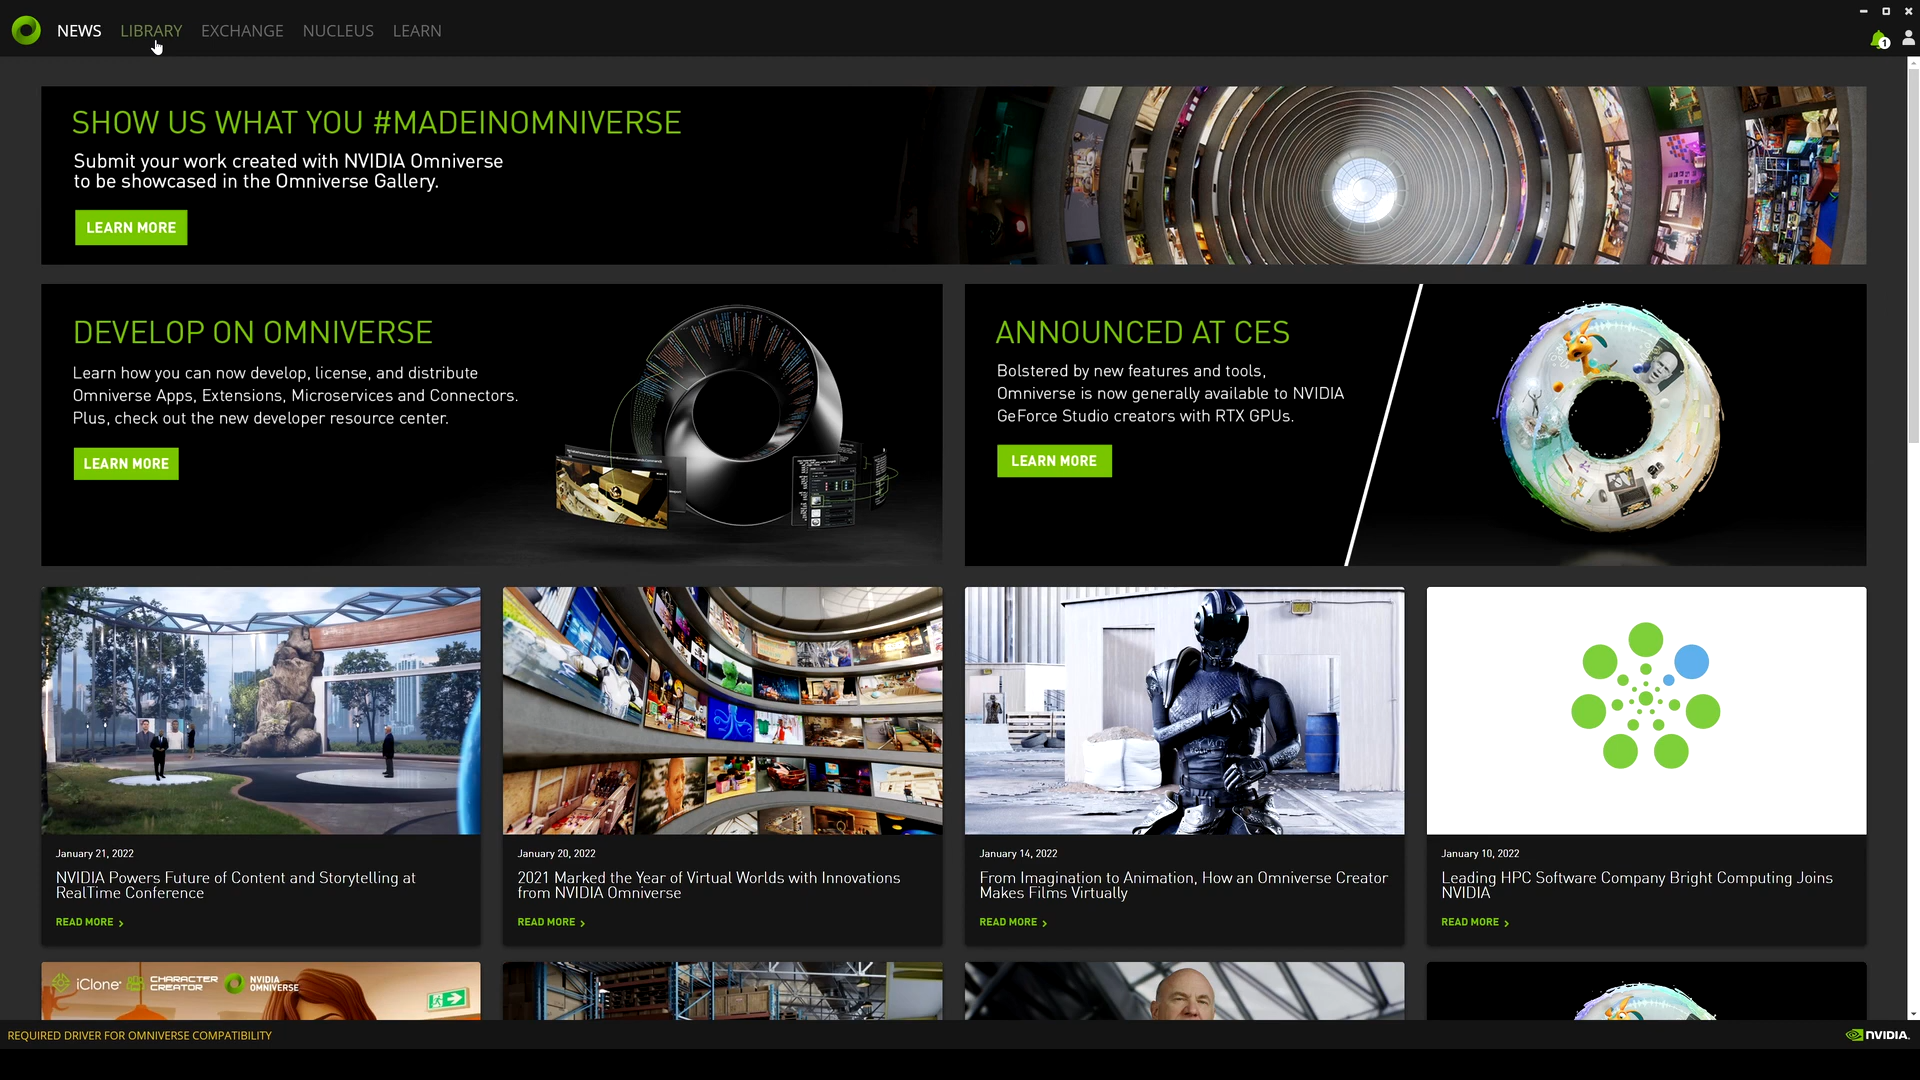 NEWS LIBRARY EXCHANGE NUCLEUS LEARN
1
SHOW US WHAT YOU #MADEINOMNIVERSE
Submit your work created with NVIDIA Omniverse
to be showcased in the Omniverse Gallery.
LEARN MORE
DEVELOP ON OMNIVERSE
Learn how you can now develop, license, and distribute
Omniverse Apps, Extensions, Microservices and Connectors.
Plus, check out the new developer resource center.
LEARN MORE
ANNOUNCED AT CES
Bolstered by new features and tools,
Omniverse is now generally available to NVIDIA
GeForce Studio creators with RTX GPUs.
LEARN MORE
January 21, 2022
NVIDIA Powers Future of Content and Storytelling at
RealTime Conference
READ MORE
January 20, 2022
2021 Marked the Year of Virtual Worlds with Innovations
from NVIDIA Omniverse
READ MORE
January 14, 2022
From Imagination to Animation, How an Omniverse Creator
Makes Films Virtually
READ MORE
January 10, 2022
Leading HPC Software Company Bright Computing Joins
NVIDIA
READ MORE
iClone
CHARACTER
CREATOR
NVIDIA
OMNIVERSE
REQUIRED DRIVER FOR OMNIVERSE COMPATIBILITY
NVIDIA.